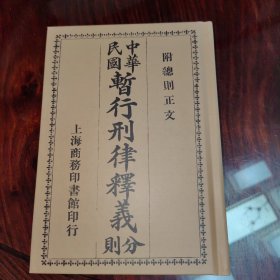 附總則正文
中華民國暫行刑律釋義分則
上海商務印書館印行